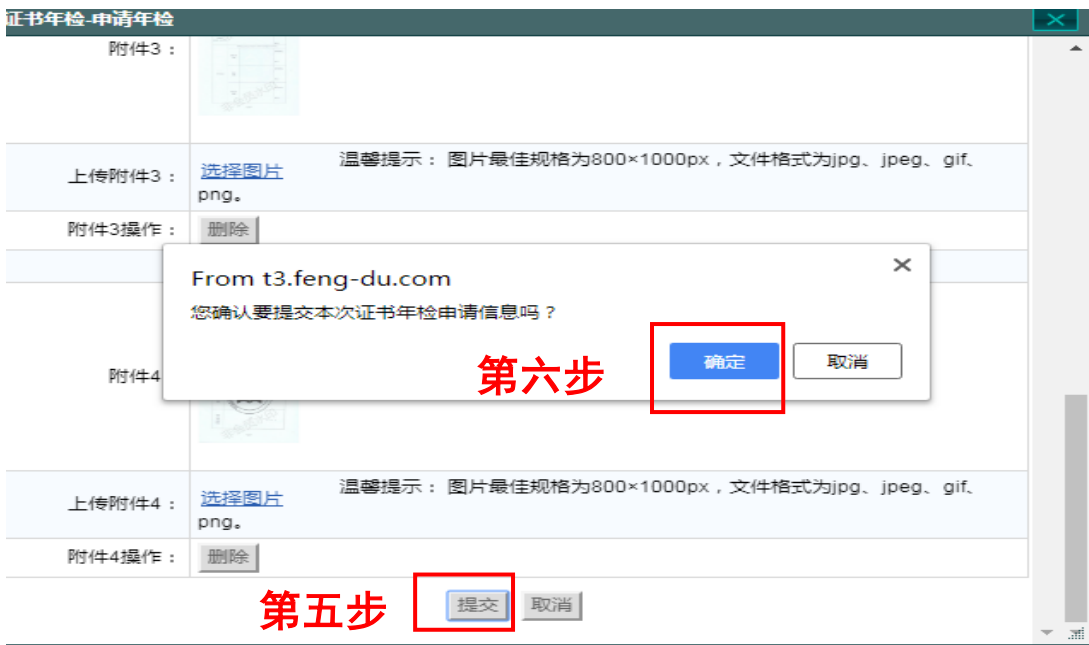 证书年检-申请年检
附件3：
上传附件3： 选择图片 温馨提示： 图片最佳规格为800×1000px，文件格式为jpg、jpeg、gif、
png。
附件3操作： 删除
From t3.feng-du.com
您确认要提交本次证书年检申请信息吗？
第六步 确定 取消
附件4
上传附件4： 选择图片 温馨提示： 图片最佳规格为800×1000px，文件格式为jpg、jpeg、gif、
png。
附件4操作： 删除
第五步 提交 取消